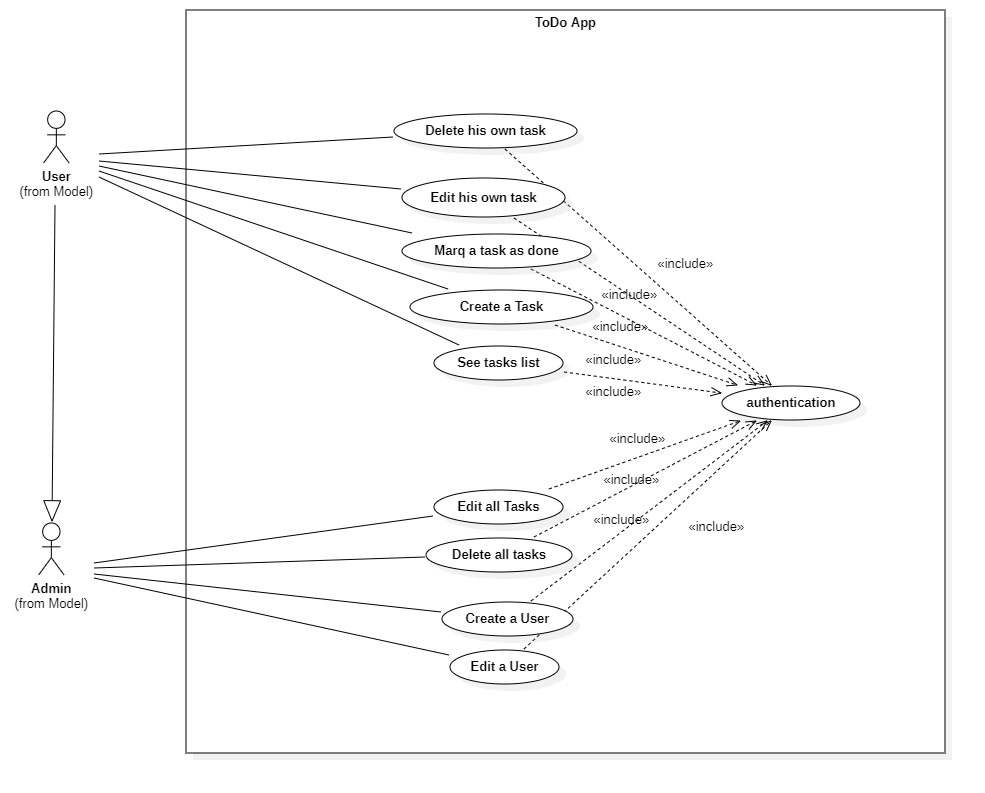 ToDo App
Delete his own task
User
(from Model)
Edit his own task
Marq a task as done
«include»
«include»
Create a Task
«include»
See tasks list
«include»
«include»
authentication
«include»
«include»
Edit all Tasks
«include»
«include»
Delete all tasks
Admin
(from Model)
Create a User
Edit a User